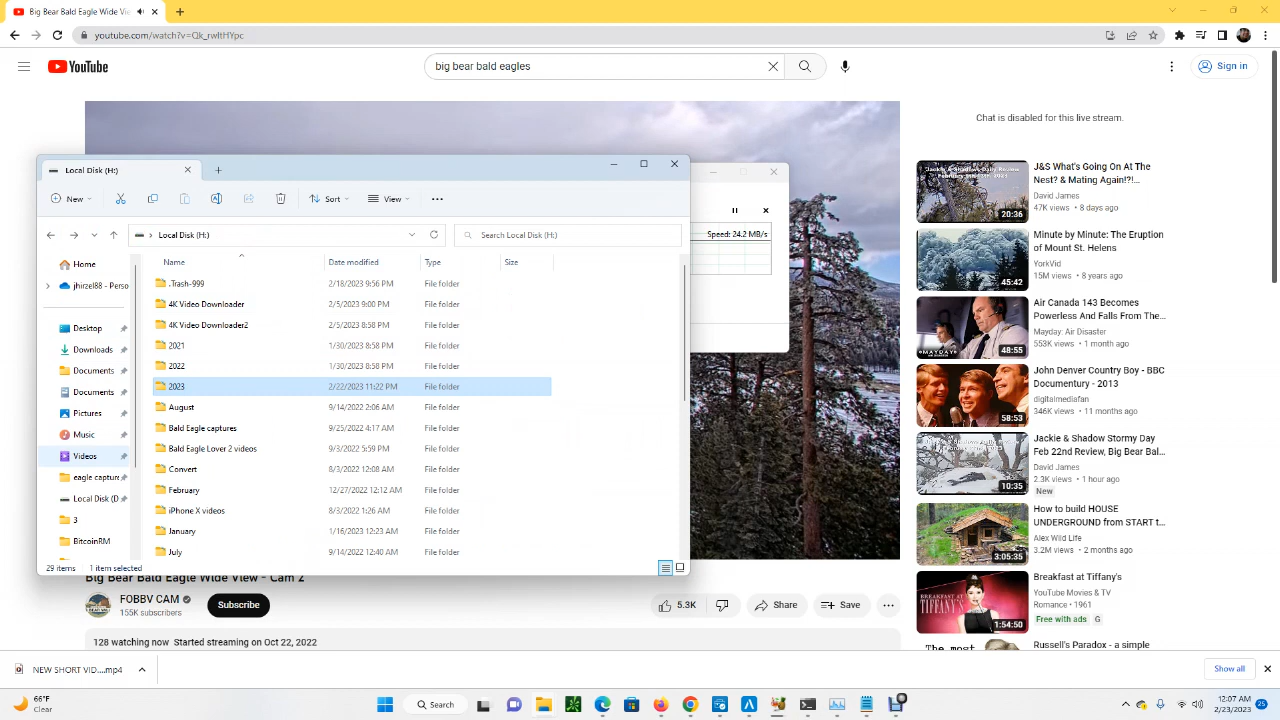 Big Bear Bald Eagle Wide Vie
youtube.com/watch?v=Qk_rwltHYpc
YouTube
big bear bald eagles
Sign in
Chat is disabled for this live stream.
Local Disk (H:)
New
Sort
View
Local Disk (H:)
Search Local Disk (H:)
Speed: 24.2 MB/s
Home
jhirzel88 - Perso
Desktop
Downloads
Documents
Documents
Pictures
Music
Videos
eagle captur
Local Disk (D
3
BitcoinRM
Name Date modified Type Size
.Trash-999 2/18/2023 9:56 PM File folder
4K Video Downloader 2/5/2023 9:00 PM File folder
4K Video Downloader2 2/5/2023 8:58 PM File folder
2021 1/30/2023 8:58 PM File folder
2022 1/30/2023 8:58 PM File folder
2023 2/22/2023 11:22 PM File folder
August 9/14/2022 2:06 AM File folder
Bald Eagle captures 9/25/2022 4:17 AM File folder
Bald Eagle Lover 2 videos 9/3/2022 5:59 PM File folder
Convert 8/3/2022 12:08 AM File folder
February 12/27/2022 12:12 AM File folder
iPhone X videos 8/3/2022 1:26 AM File folder
January 1/16/2023 12:23 AM File folder
July 9/14/2022 12:40 AM File folder
29 items 1 item selected
Big Bear Bald Eagle Wide View - Cam 2
FOBBV CAM
155K subscribers
Subscribe
5.3K
Share
Save
128 watching now Started streaming on Oct 22, 2022
J&S What's Going On At The
Nest? & Mating Again!?!...
David James
47K views • 8 days ago
20:36
Minute by Minute: The Eruption
of Mount St. Helens
YorkVid
15M views • 8 years ago
45:42
Air Canada 143 Becomes
Powerless And Falls From The...
Mayday: Air Disaster
553K views • 1 month ago
MAYDAY
48:55
John Denver Country Boy - BBC
Documentury - 2013
digitalmediafan
346K views • 11 months ago
58:53
Jackie & Shadow Stormy Day
Feb 22nd Review, Big Bear Bal...
David James
2.3K views • 1 hour ago
New
10:35
How to build HOUSE
UNDERGROUND from START t...
Alex Wild Life
3.2M views • 2 months ago
3:05:35
Breakfast at Tiffany's
YouTube Movies & TV
Romance • 1961
Free with ads G
1:54:50
Russell's Paradox - a simple
The most
NEW SHORT VID....mp4
Show all
66°F
Clear
Search
12:07 AM
2/23/2023
25